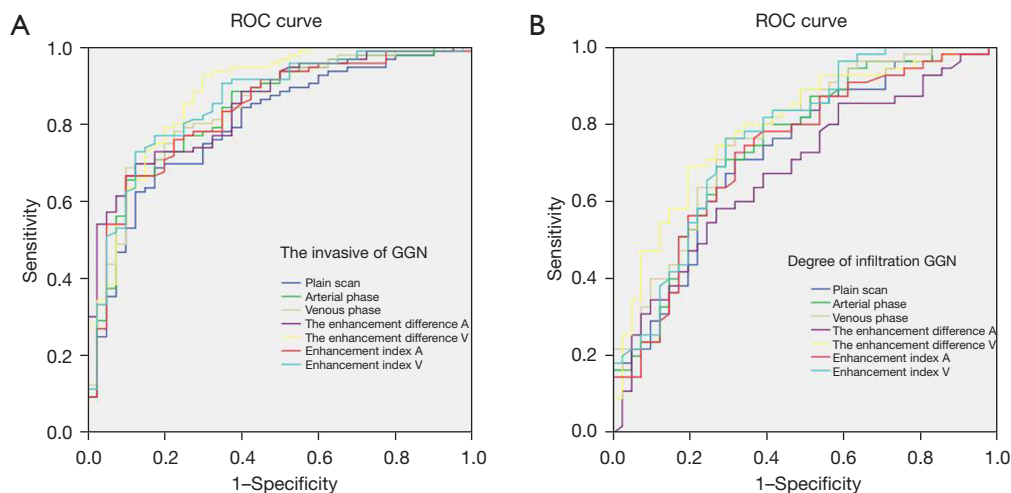 A
ROC curve
1.0
0.8
0.6
0.4
0.2
0.0
Sensitivity
The invasive of GGN
Plain scan
Arterial phase
Venous phase
The enhancement difference A
The enhancement difference V
Enhancement index A
Enhancement index V
0.0 0.2 0.4 0.6 0.8 1.0
1–Specificity
B
ROC curve
1.0
0.8
0.6
0.4
0.2
0.0
Sensitivity
Degree of infiltration GGN
Plain scan
Arterial phase
Venous phase
The enhancement difference A
The enhancement difference V
Enhancement index A
Enhancement index V
0.0 0.2 0.4 0.6 0.8 1.0
1–Specificity